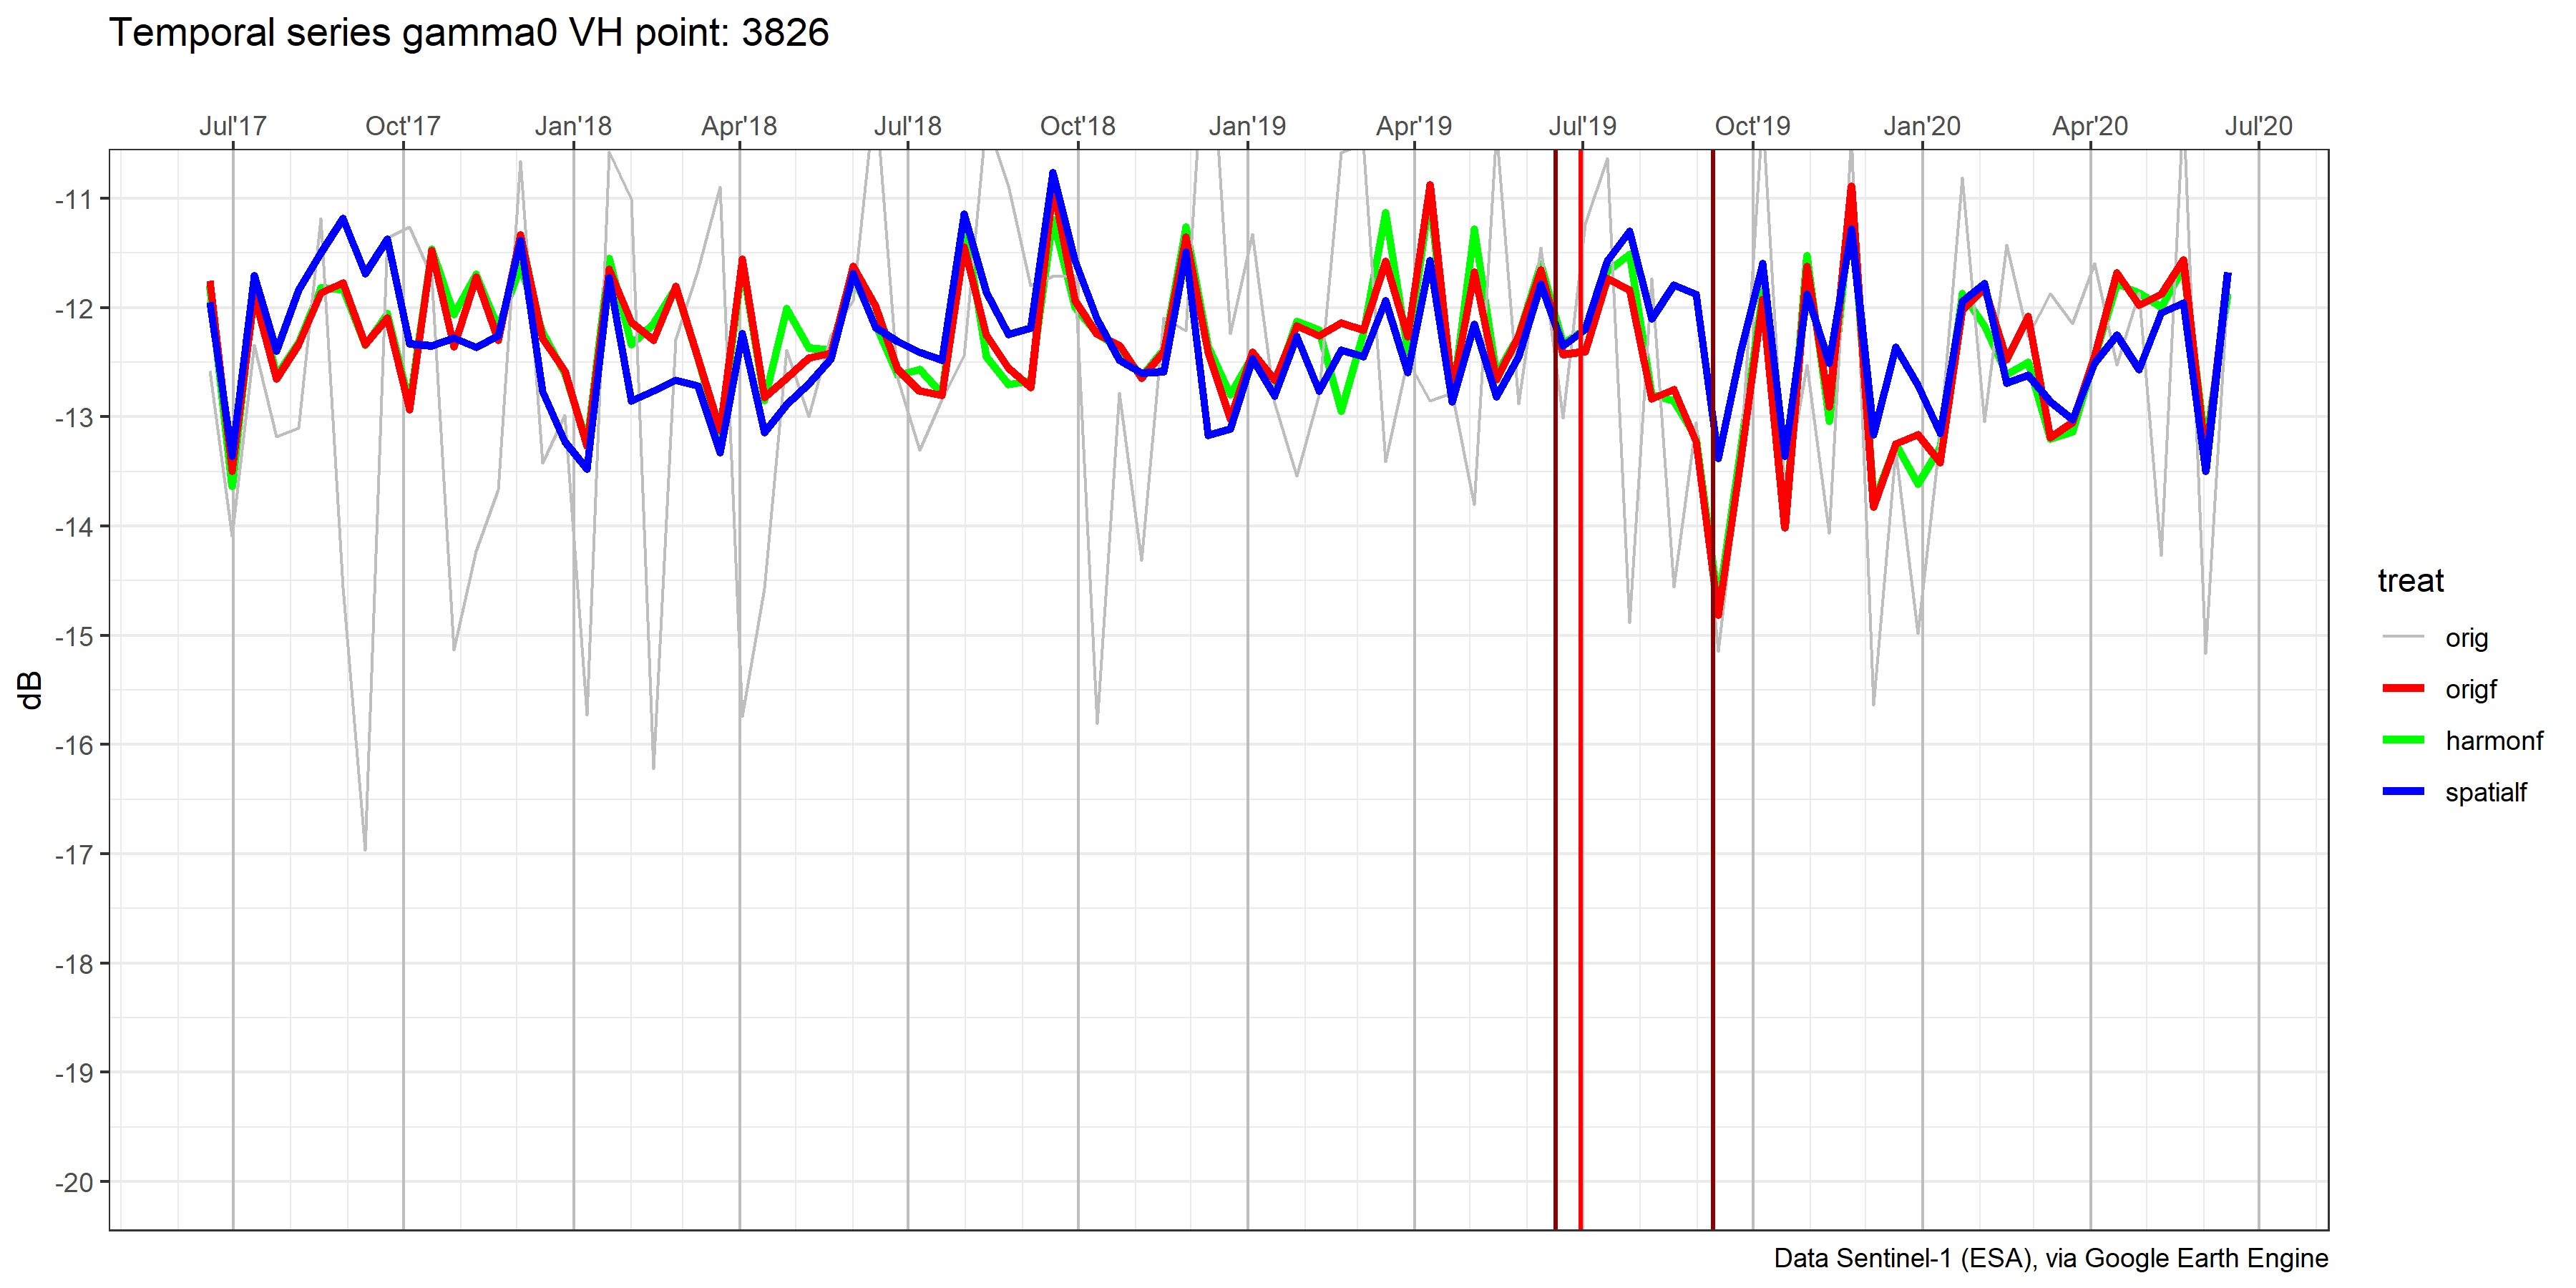 Temporal series gamma0 VH point: 3826
Jul'17 Oct'17 Jan'18 Apr'18 Jul'18 Oct'18 Jan'19 Apr'19 Jul'19 Oct'19 Jan'20 Apr'20 Jul'20
-11
-12
-13
-14
-15
-16
-17
-18
-19
-20
dB
treat
orig
origf
harmonf
spatialf
Data Sentinel-1 (ESA), via Google Earth Engine